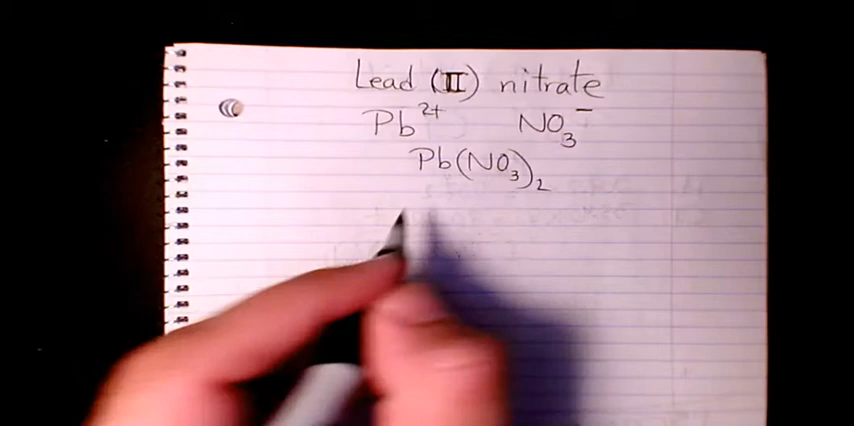 Lead (II) nitrate
Pb²⁺ NO₃⁻
Pb(NO₃)₂